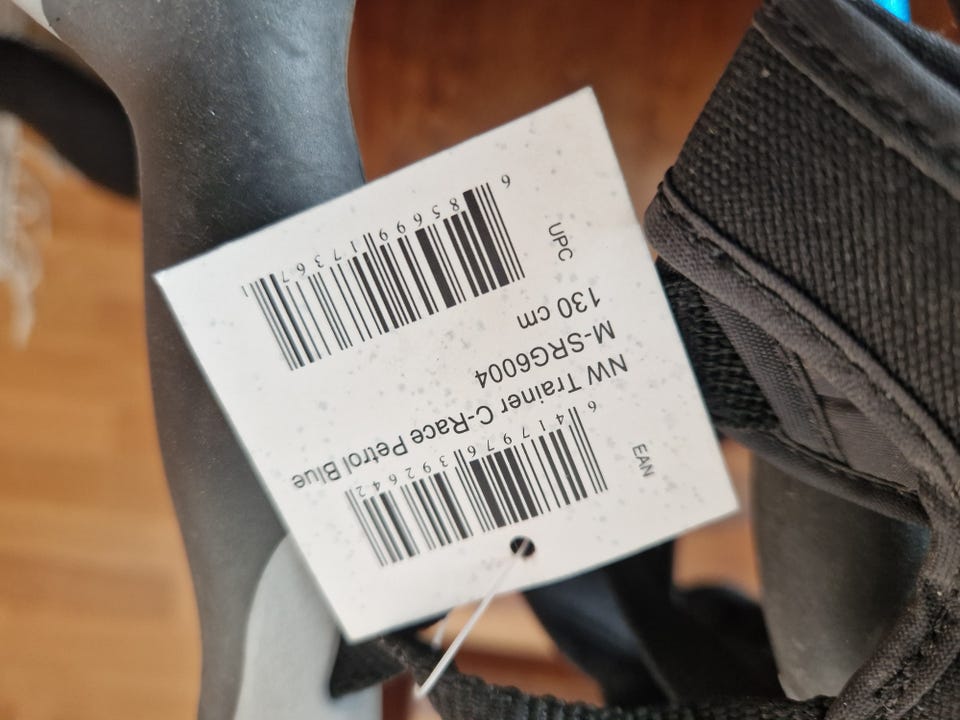 EAN
6 417976 392642
NW Trainer C-Race Petrol Blue
M-SRG6004
130 cm
UPC
6 85699 17367 1